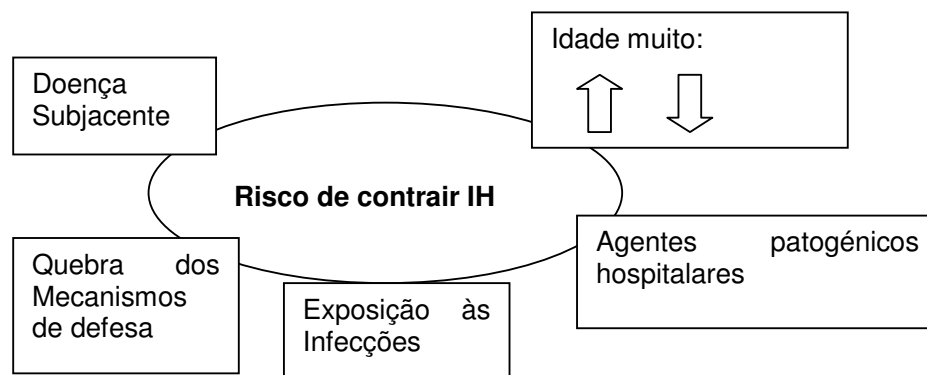 Idade muito:
Doença
Subjacente
Risco de contrair IH
Agentes patogénicos
hospitalares
Quebra dos
Mecanismos
de defesa
Exposição às
Infecções